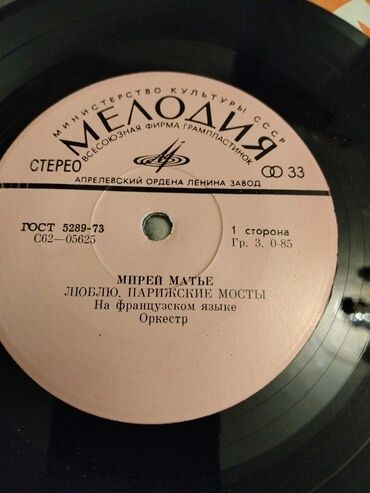 МИНИСТЕРСТВО КУЛЬТУРЫ СССР
МЕЛОДИЯ
ВСЕСОЮЗНАЯ ФИРМА ГРАМПЛАСТИНОК
СТЕРЕО
33
АПРЕЛЕВСКИЙ ОРДЕНА ЛЕНИНА ЗАВОД
ГОСТ 5289-73
С62—05625
1 сторона
Гр. 3. 0-85
МИРЕЙ МАТЬЕ
ЛЮБЛЮ. ПАРИЖСКИЕ МОСТЫ
На французском языке
Оркестр